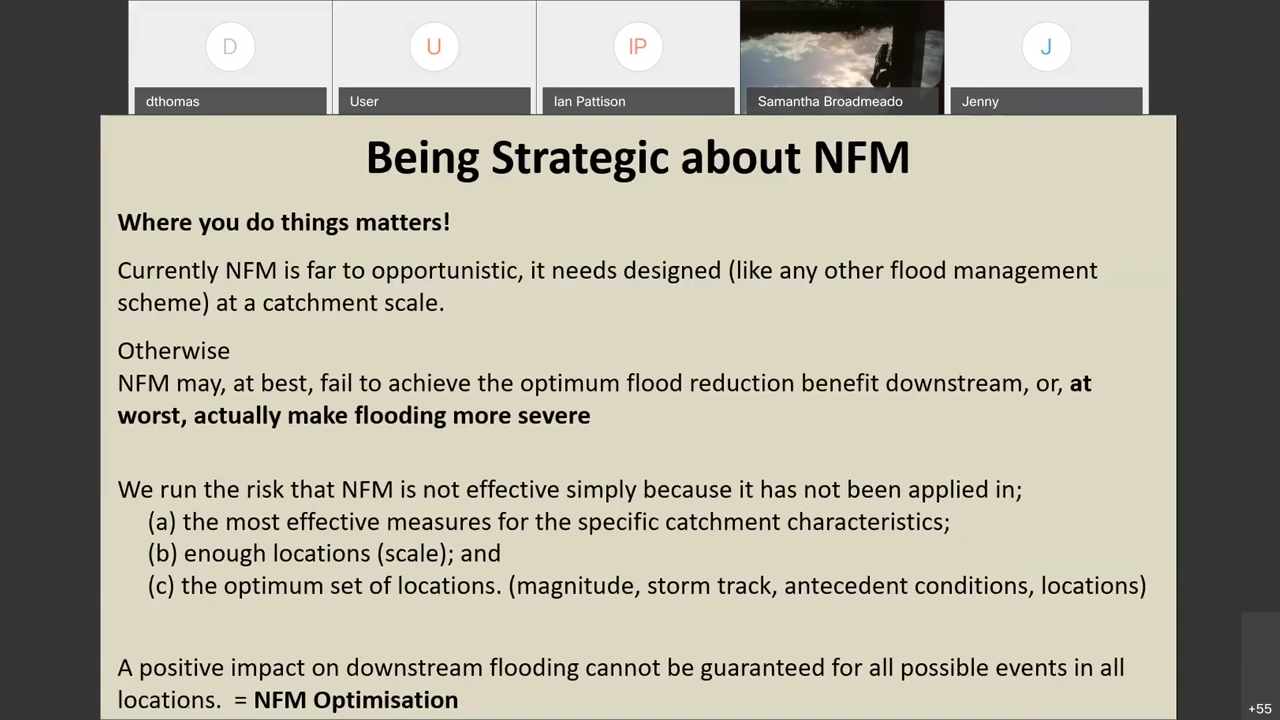 D
U
IP
J
dthomas
User
Ian Pattison
Samantha Broadmeado
Jenny
Being Strategic about NFM
Where you do things matters!
Currently NFM is far to opportunistic, it needs designed (like any other flood management
scheme) at a catchment scale.
Otherwise
NFM may, at best, fail to achieve the optimum flood reduction benefit downstream, or, at
worst, actually make flooding more severe
We run the risk that NFM is not effective simply because it has not been applied in;
(a) the most effective measures for the specific catchment characteristics;
(b) enough locations (scale); and
(c) the optimum set of locations. (magnitude, storm track, antecedent conditions, locations)
A positive impact on downstream flooding cannot be guaranteed for all possible events in all
locations. = NFM Optimisation
+55